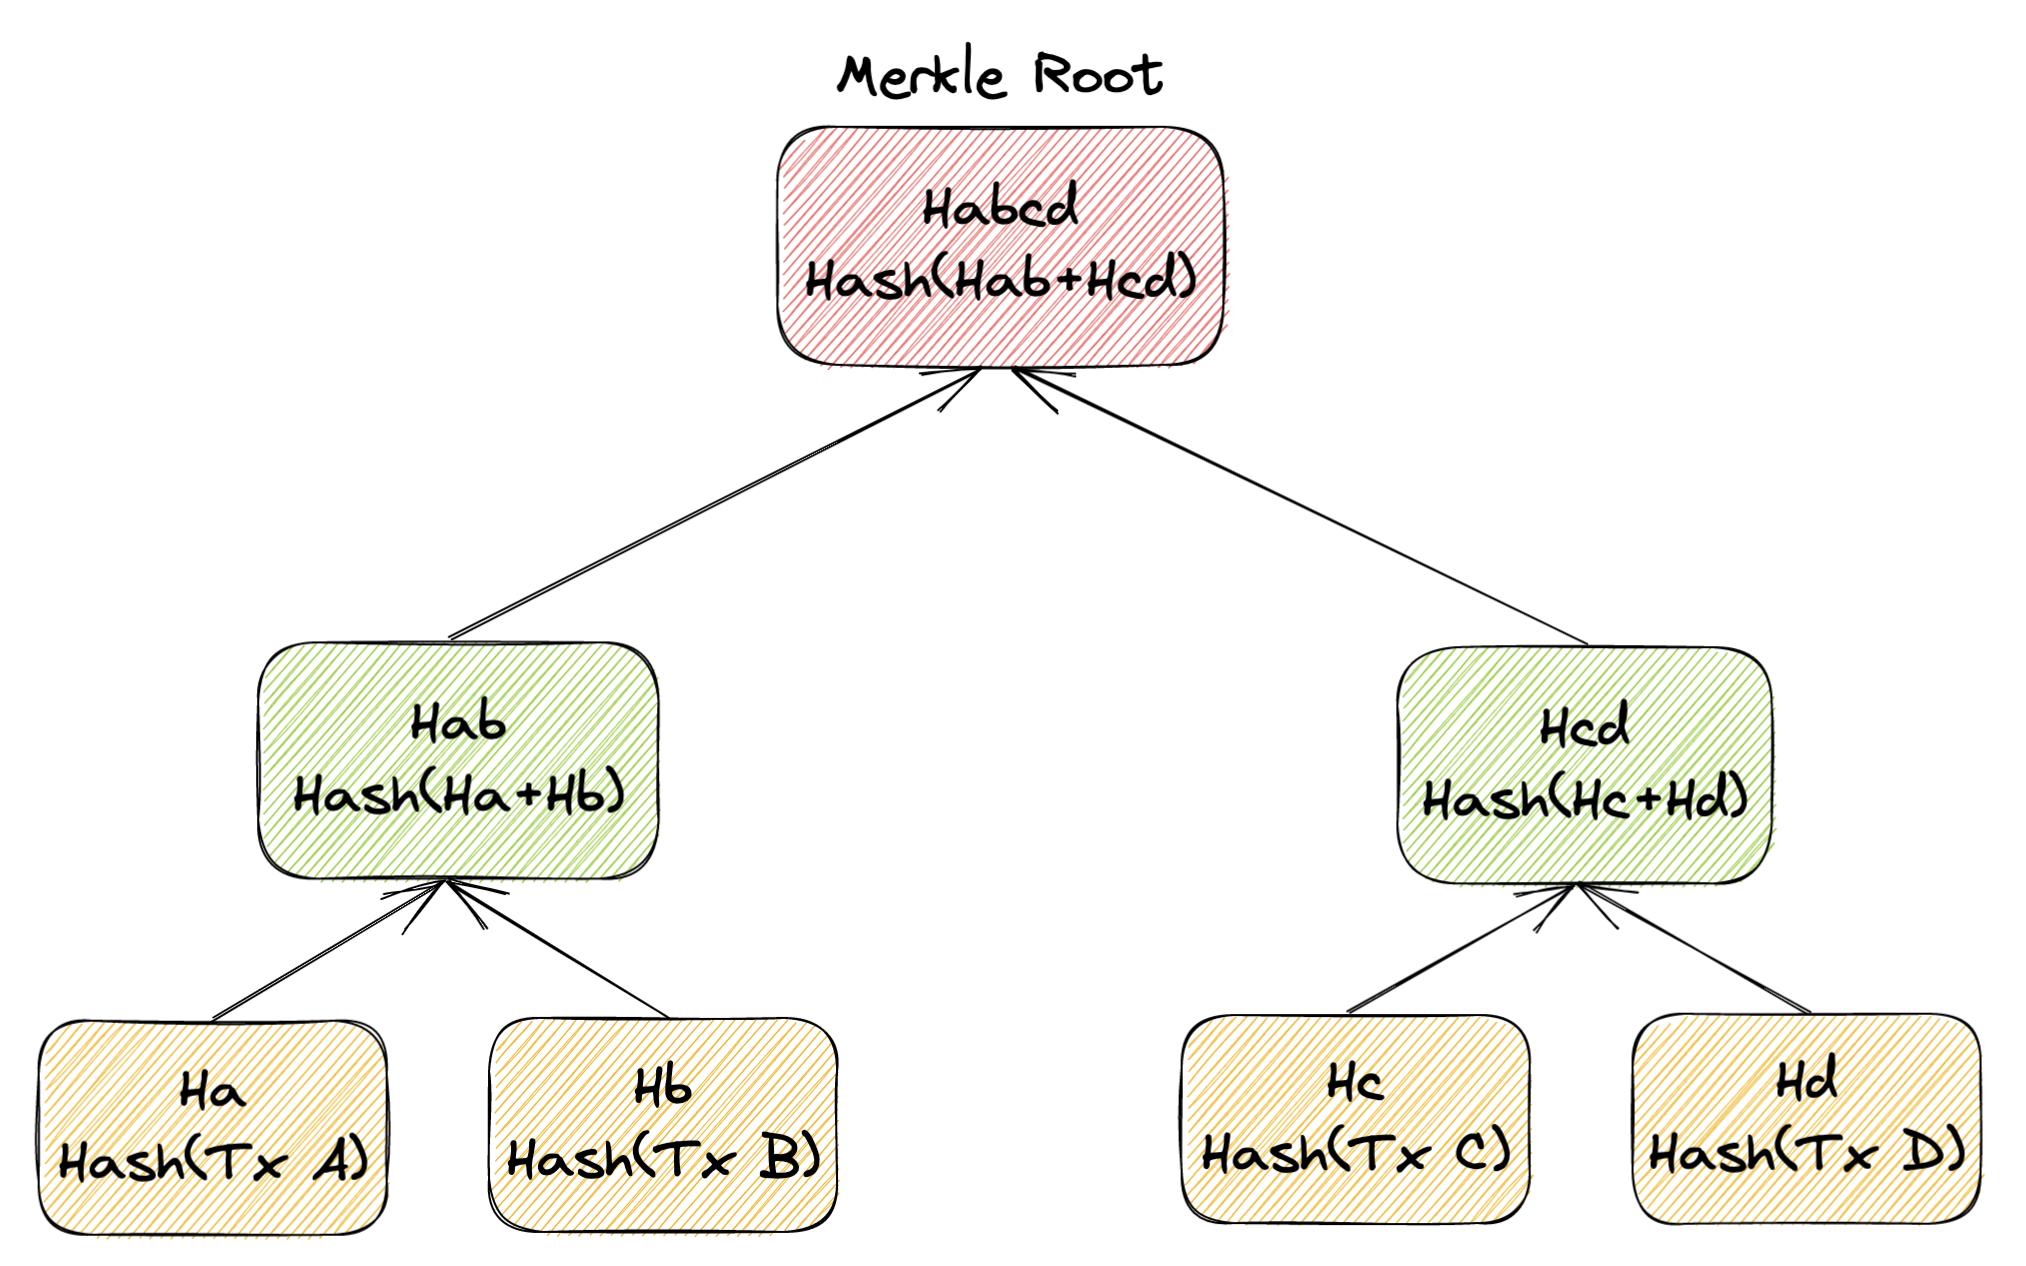 Merkle Root
Habcd
Hash(Hab+Hcd)
Hab
Hash(Ha+Hb)
Hcd
Hash(Hc+Hd)
Ha
Hash(Tx A)
Hb
Hash(Tx B)
Hc
Hash(Tx C)
Hd
Hash(Tx D)